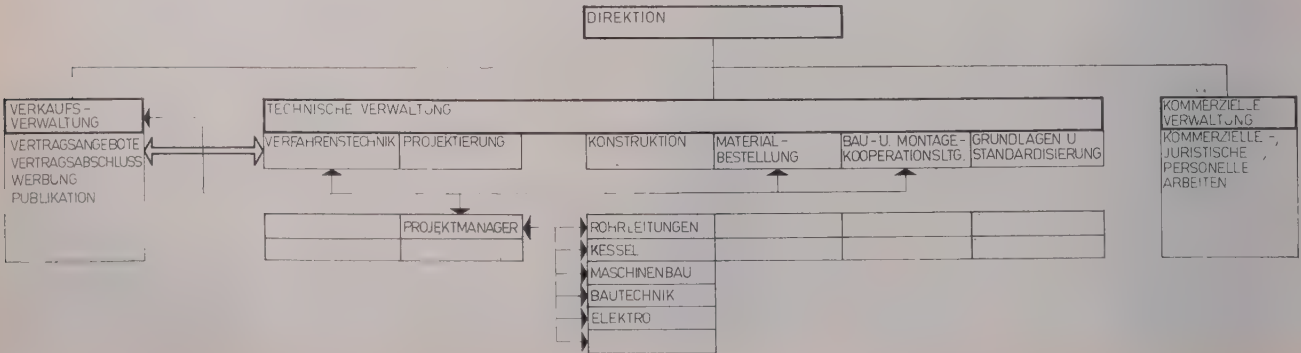 DIREKTION
VERKAUFS-
VERWALTUNG
VERTRAGSANGEBOTE
VERTRAGSABSCHLUSS
WERBUNG
PUBLIKATION
TECHNISCHE VERWALTUNG
VERFAHRENSTECHNIK
PROJEKTIERUNG
KONSTRUKTION
MATERIAL-
BESTELLUNG
BAU-U. MONTAGE-
KOOPERATIONSLTG.
GRUNDLAGEN U
STANDARDISIERUNG
PROJEKTMANAGER
ROHRLEITUNGEN
KESSEL
MASCHINENBAU
BAUTECHNIK
ELEKTRO
KOMMERZIELLE
VERWALTUNG
KOMMERZIELLE-,
JURISTISCHE
PERSONELLE
ARBEITEN